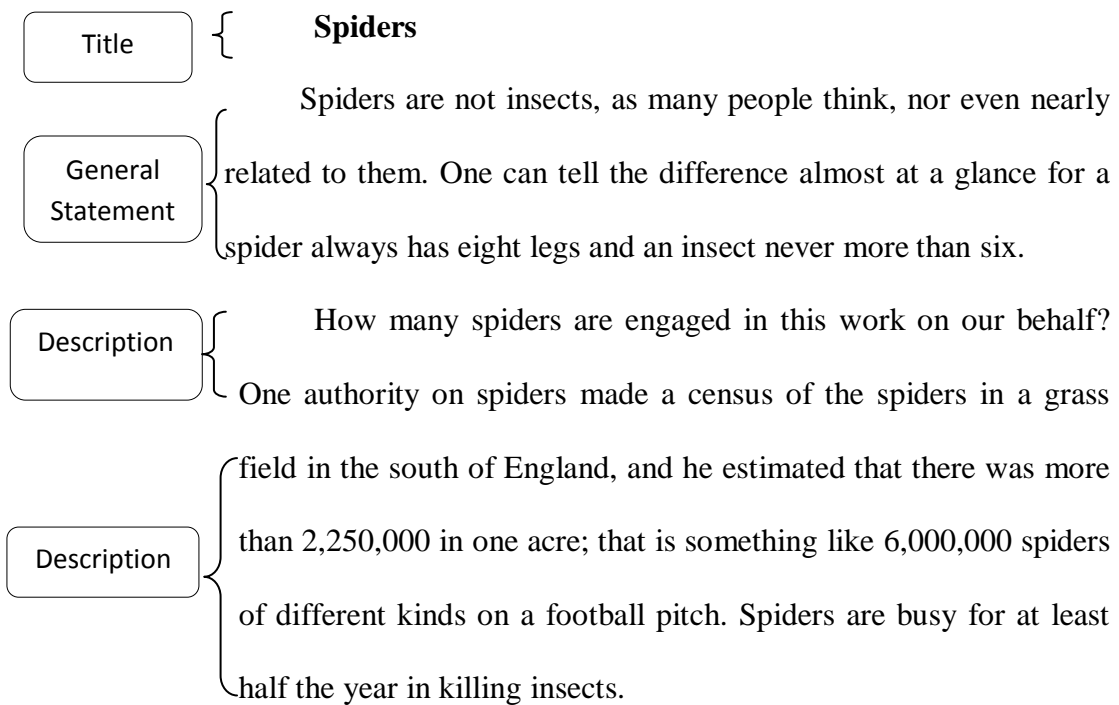 Title
Spiders
Spiders are not insects, as many people think, nor even nearly
General
Statement
related to them. One can tell the difference almost at a glance for a
spider always has eight legs and an insect never more than six.
Description
How many spiders are engaged in this work on our behalf?
One authority on spiders made a census of the spiders in a grass
field in the south of England, and he estimated that there was more
Description
than 2,250,000 in one acre; that is something like 6,000,000 spiders
of different kinds on a football pitch. Spiders are busy for at least
half the year in killing insects.